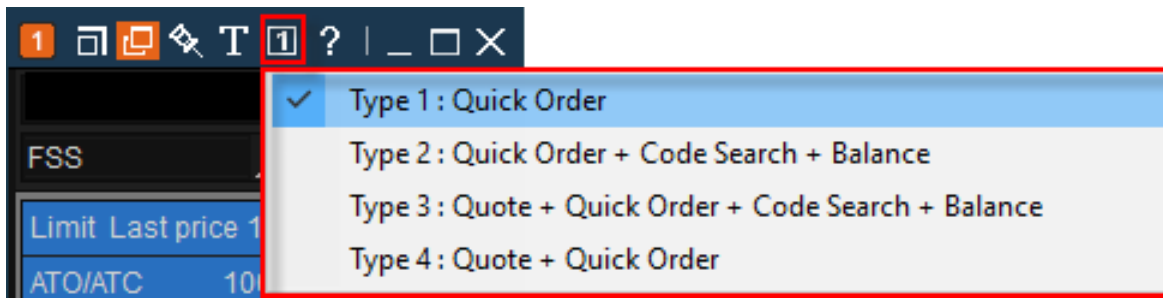 1 T 1 ?
Type 1 : Quick Order
FSS
Type 2 : Quick Order + Code Search + Balance
Type 3 : Quote + Quick Order + Code Search + Balance
Limit Last price 1
Type 4 : Quote + Quick Order
ATO/ATC